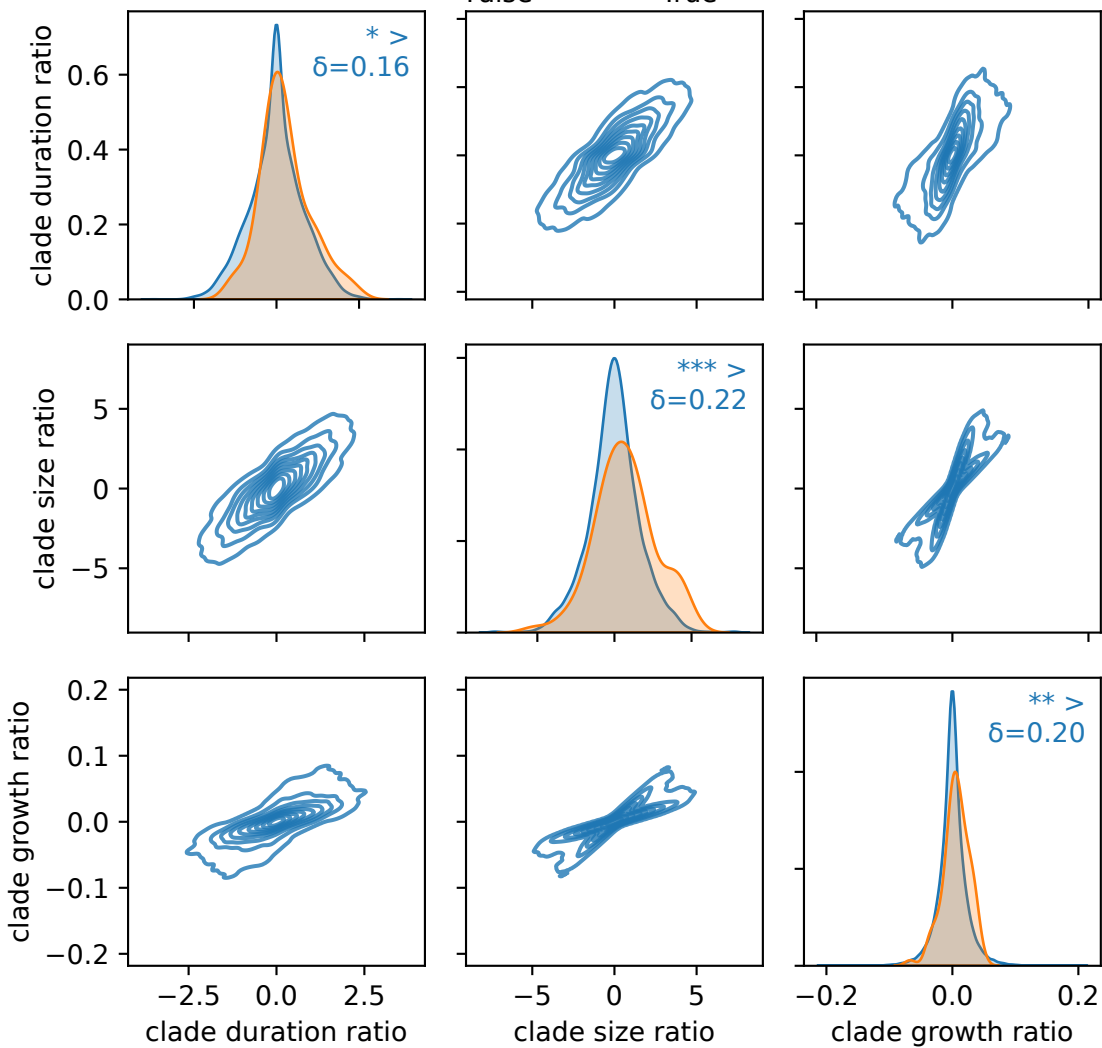 True
clade duration ratio
0.6
0.4
0.2
0.0
* >
δ=0.16
clade size ratio
5
0
−5
*** >
δ=0.22
clade growth ratio
0.2
0.1
0.0
−0.1
−0.2
** >
δ=0.20
−2.5 0.0 2.5
−5 0 5
−0.2 0.0 0.2
clade duration ratio
clade size ratio
clade growth ratio